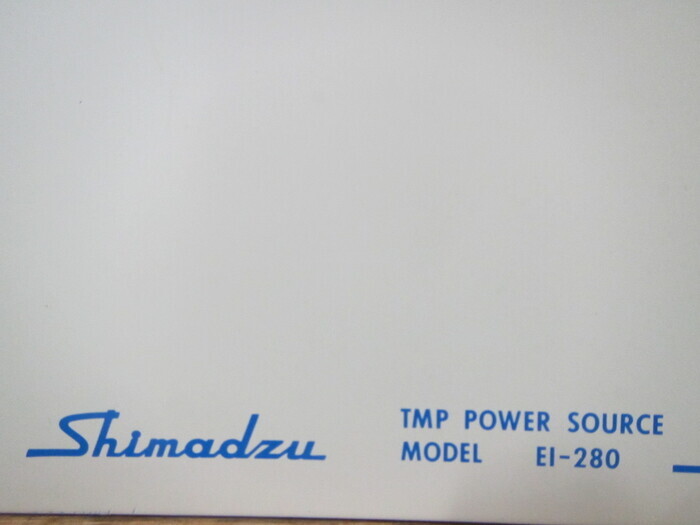 Shimadzu
TMP POWER SOURCE
MODEL EI-280